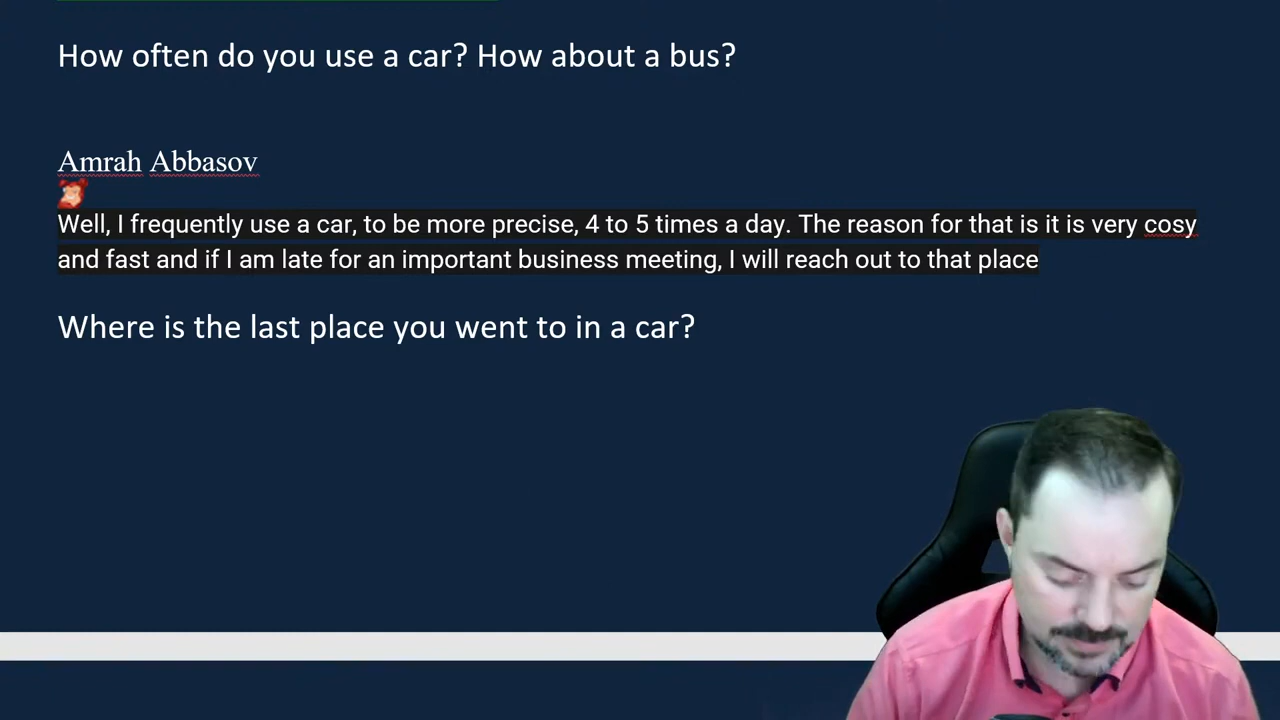 How often do you use a car? How about a bus?
Amrah Abbasov
Well, I frequently use a car, to be more precise, 4 to 5 times a day. The reason for that is it is very cosy
and fast and if I am late for an important business meeting, I will reach out to that place
Where is the last place you went to in a car?